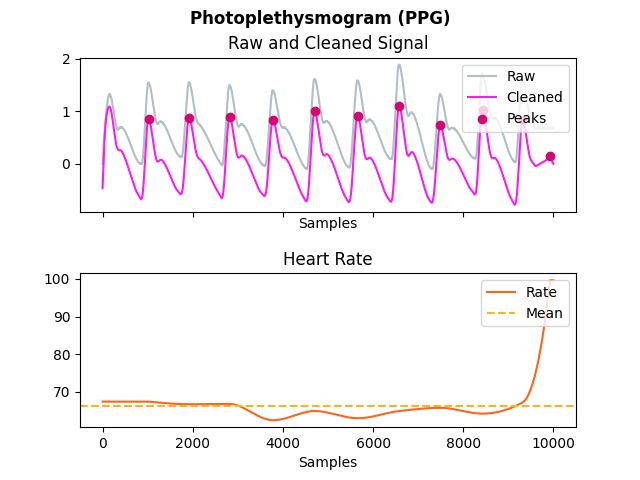 Photoplethysmogram (PPG)
Raw and Cleaned Signal
2
1
0
Raw
Cleaned
Peaks
Samples
Heart Rate
100
90
80
70
Rate
Mean
0 2000 4000 6000 8000 10000
Samples